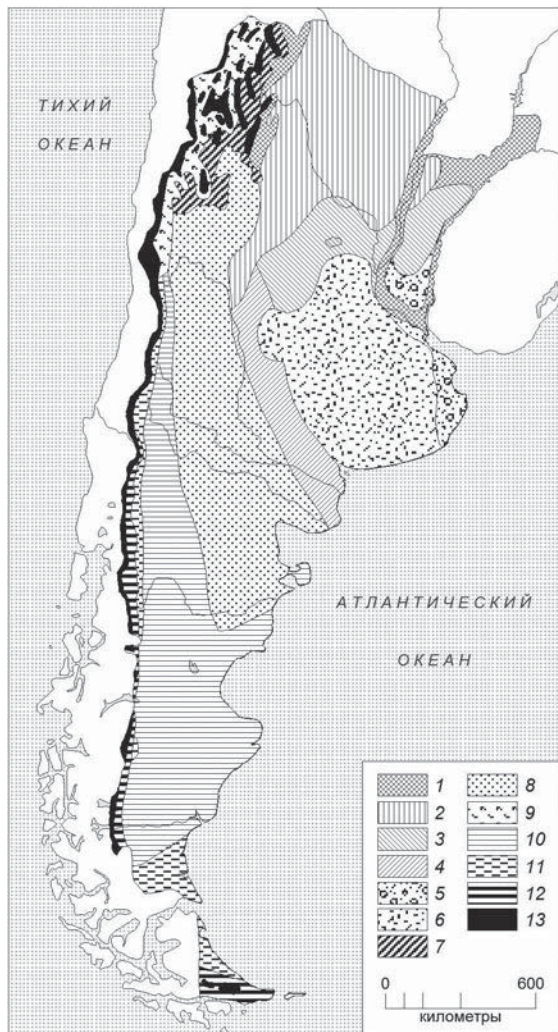 ТИХИЙ
ОКЕАН
АТЛАНТИЧЕСКИЙ
ОКЕАН
1
2
3
4
5
6
7
8
9
10
11
12
13
0 600
километры